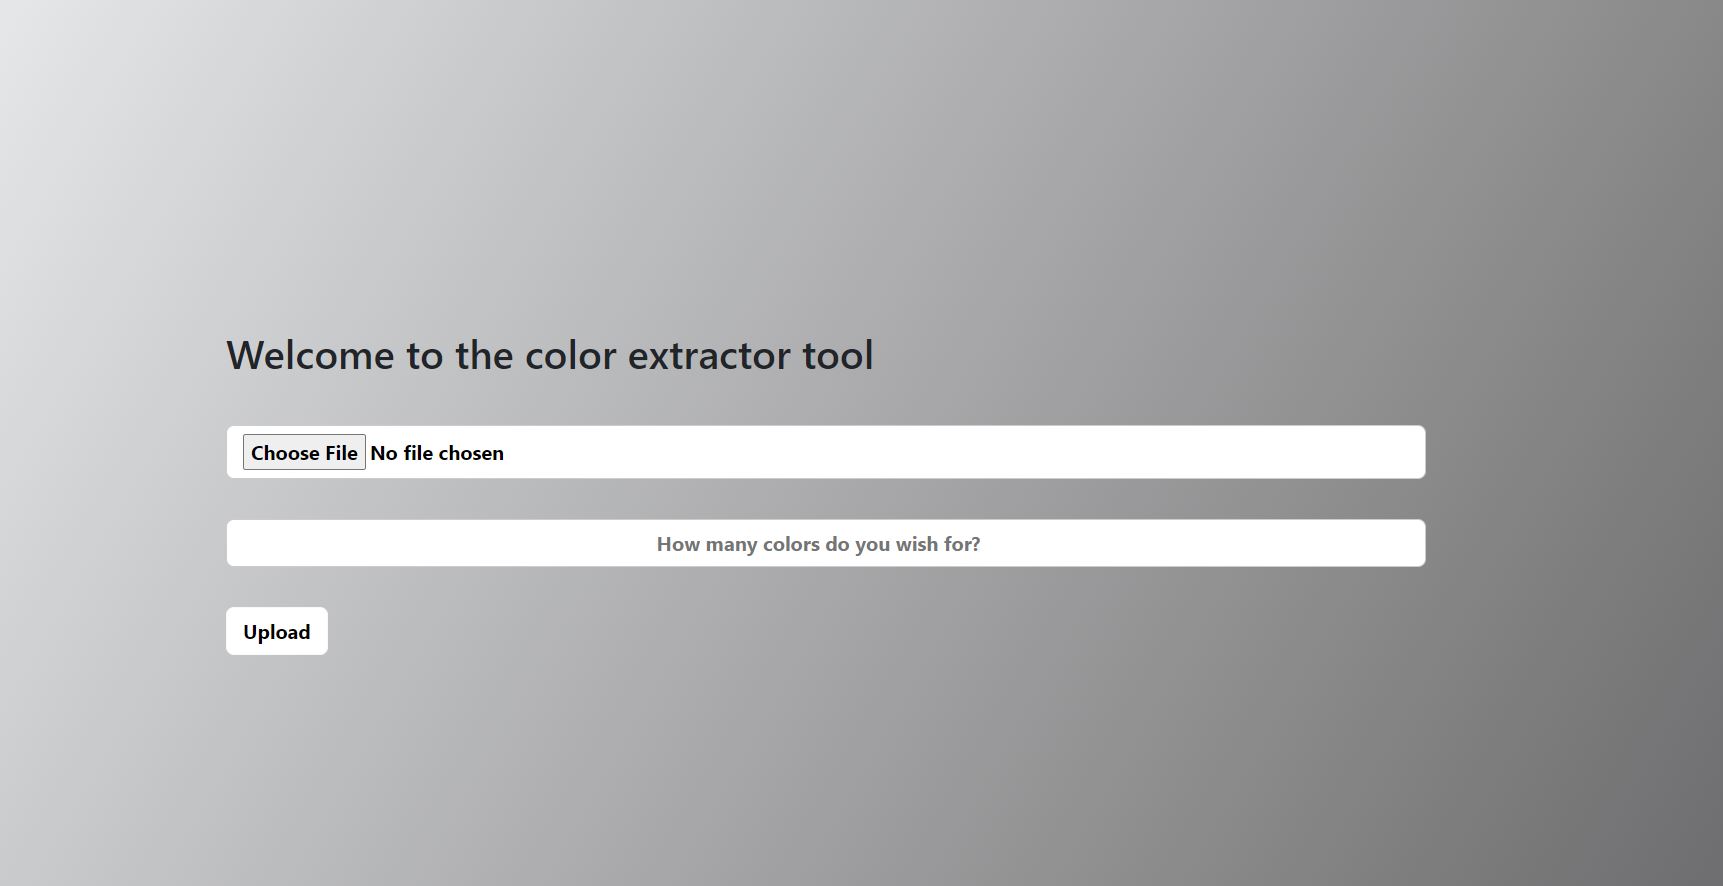 Welcome to the color extractor tool
Choose File No file chosen
How many colors do you wish for?
Upload